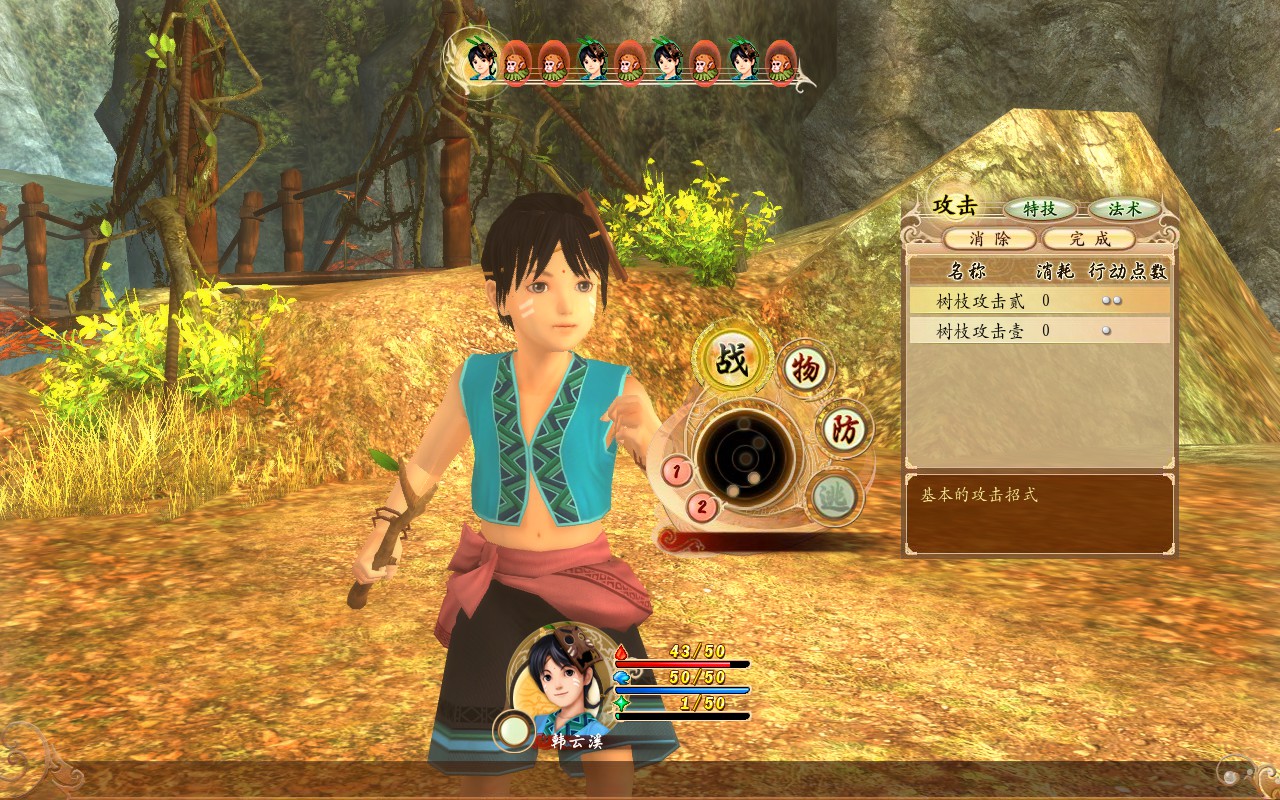 攻击 特技 法术
消除 完成
名称 消耗 行动点数
树枝攻击贰 0
树枝攻击壹 0
基本的攻击招式
战
物
防
逃
1
2
43/50
50/50
1/50
韩云溪